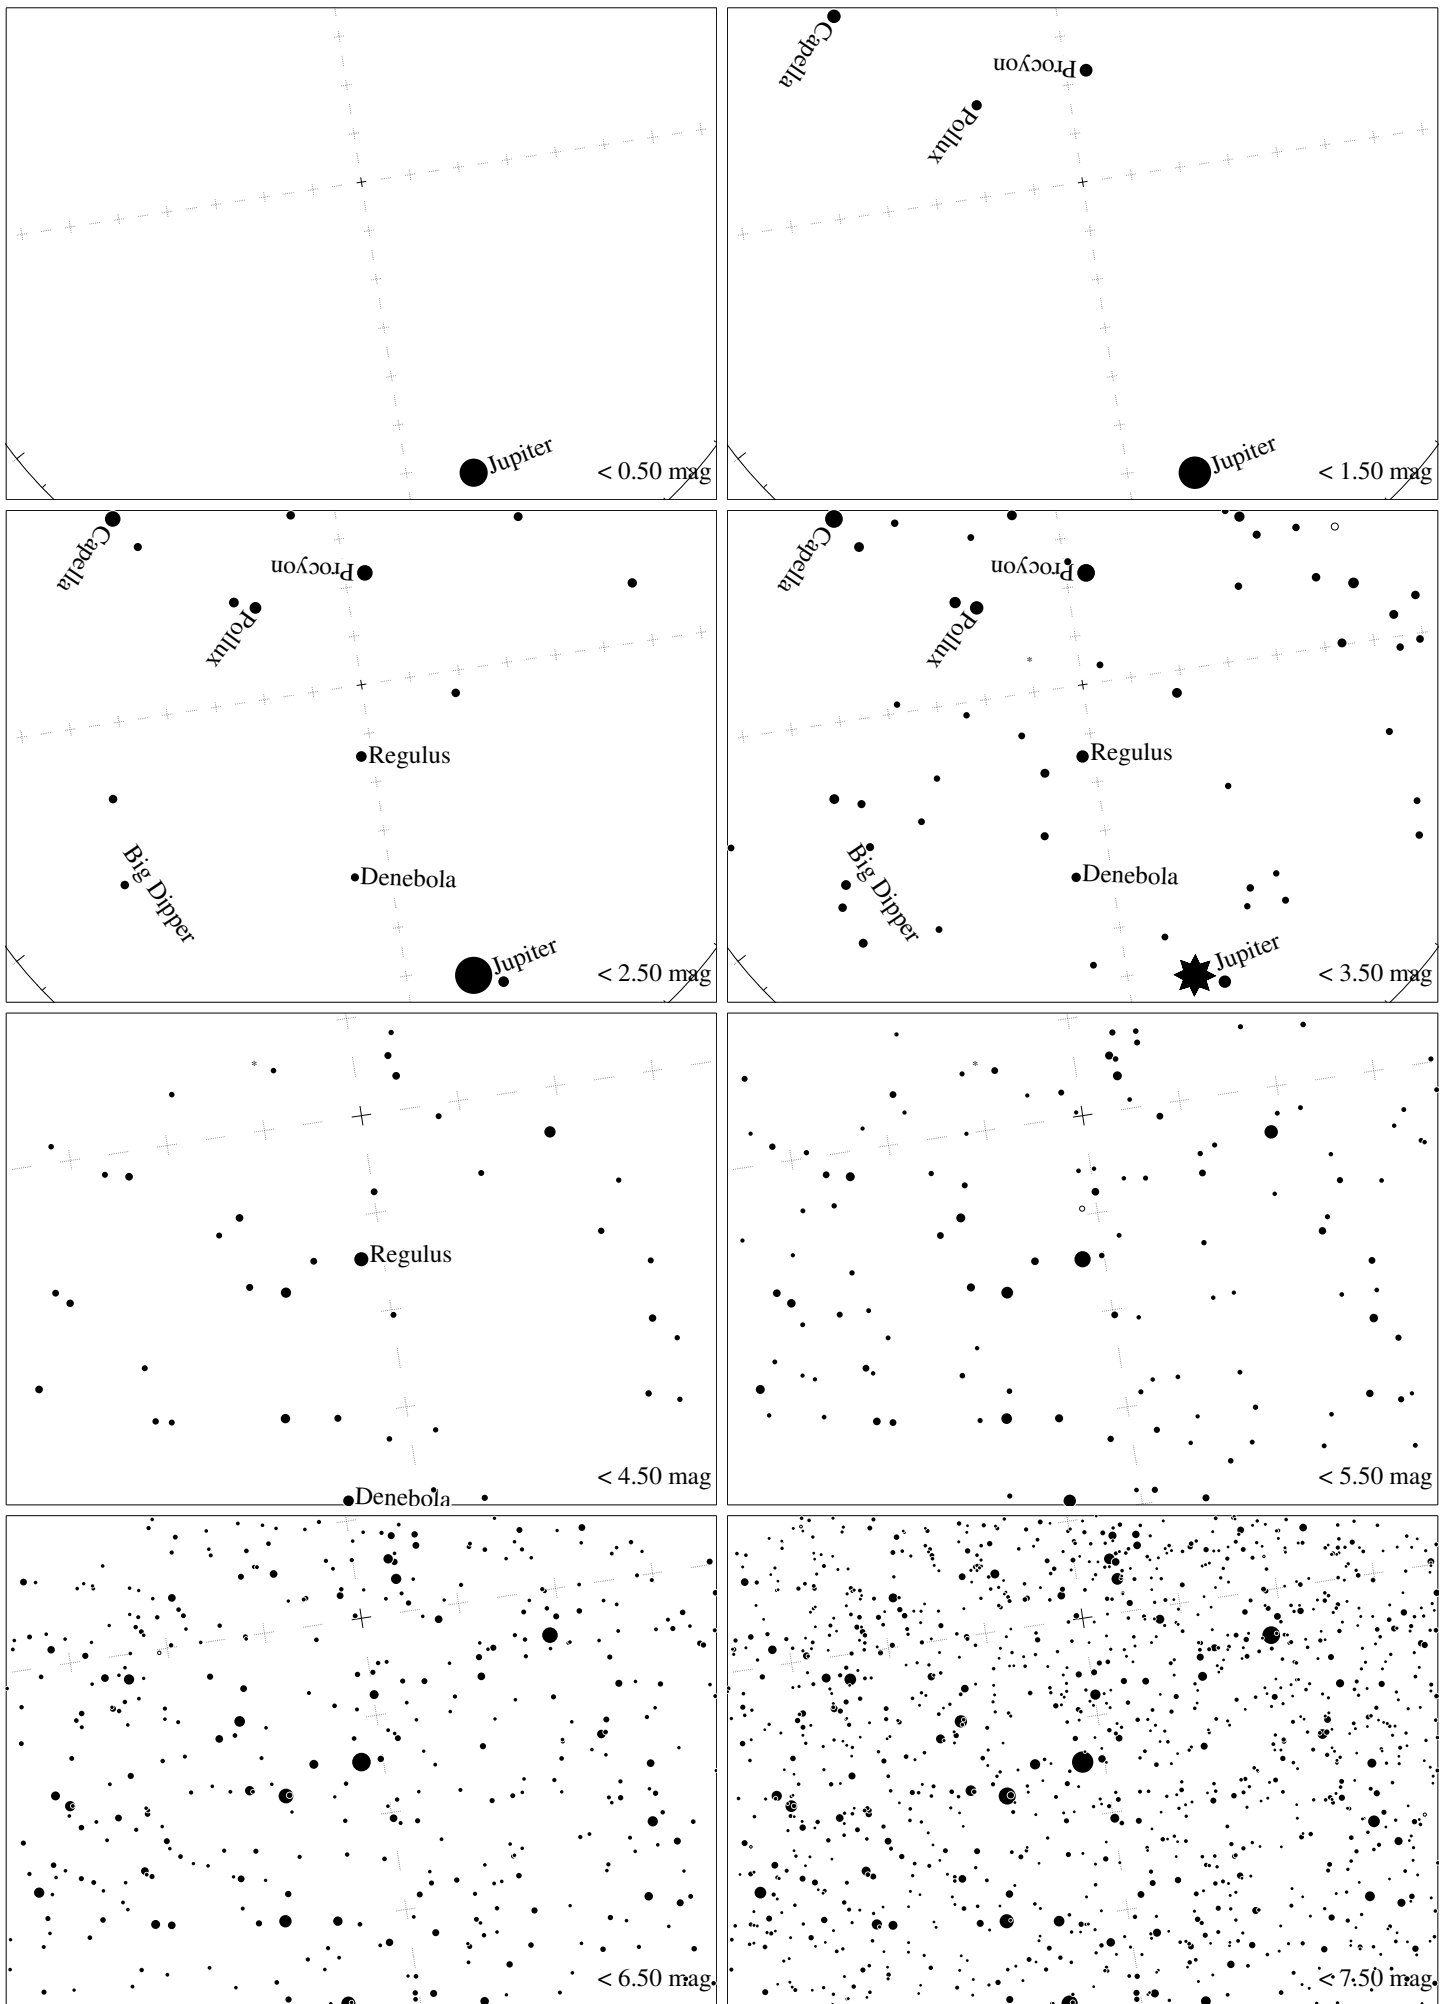 Jupiter
< 0.50 mag
Capella
Procyon
Pollux
Jupiter
< 1.50 mag
Capella
Procyon
Pollux
Regulus
Big Dipper
Denebola
Jupiter
< 2.50 mag
Capella
Procyon
Pollux
Regulus
Big Dipper
Denebola
Jupiter
< 3.50 mag
Regulus
< 4.50 mag
Denebola
< 5.50 mag
< 6.50 mag
< 7.50 mag